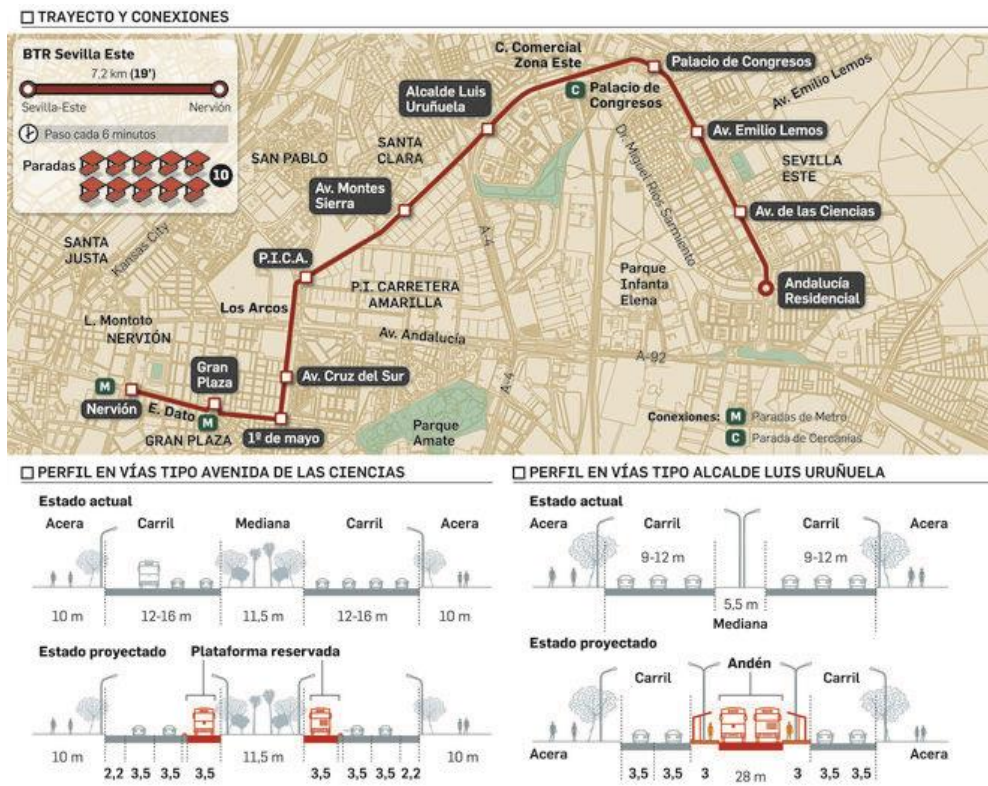 TRAYECTO Y CONEXIONES
BTR Sevilla Este
7,2 km (19')
Sevilla-Este
Nervión
Paso cada 6 minutos
Paradas
10
C. Comercial
Zona Este
Palacio de Congresos
C
Palacio de
Congresos
Av. Emilio Lemos
Alcalde Luis
Uruñuela
Av. Emilio Lemos
SANTA
CLARA
SAN PABLO
SEVILLA
ESTE
Dr. Miguel Ríos Sarmiento
Av. Montes
Sierra
Av. de las Ciencias
A-4
SANTA
JUSTA
Kansas City
P.I.C.A.
P.I. CARRETERA
AMARILLA
Parque
Infanta
Elena
Andalucía
Residencial
Los Arcos
L. Montoto
NERVIÓN
Av. Andalucía
A-92
Gran
Plaza
Av. Cruz del Sur
A-4
M
Nervión
E. Dato
M
GRAN PLAZA
1º de mayo
Parque
Amate
Conexiones:
M
Paradas de Metro
C
Parada de Cercanías
PERFIL EN VÍAS TIPO AVENIDA DE LAS CIENCIAS
Estado actual
Acera
Carril
Mediana
Carril
Acera
10 m
12-16 m
11,5 m
12-16 m
10 m
Estado proyectado
Plataforma reservada
10 m
11,5 m
10 m
2,2
3,5
3,5
3,5
3,5
3,5
3,5
2,2
PERFIL EN VÍAS TIPO ALCALDE LUIS URUÑUELA
Estado actual
Acera
Carril
Carril
Acera
9-12 m
9-12 m
5,5 m
Mediana
Estado proyectado
Andén
Carril
Carril
Acera
Acera
3,5
3,5
3
28 m
3
3,5
3,5